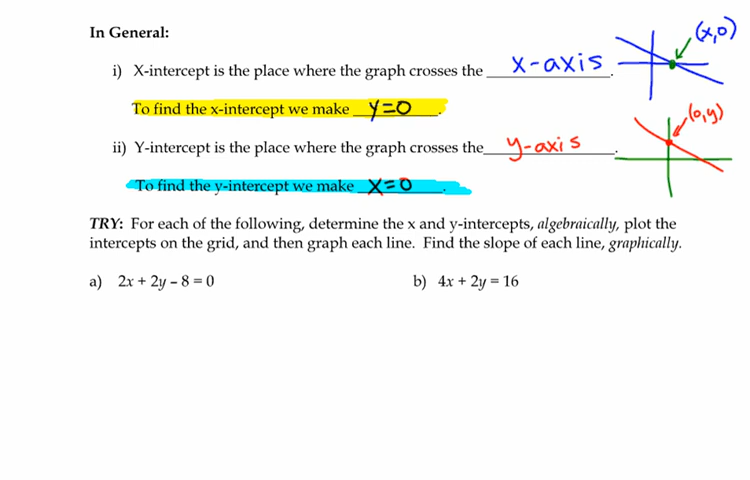 In General:
(x,0)
i) X-intercept is the place where the graph crosses the x-axis.
To find the x-intercept we make y=0.
(0,y)
ii) Y-intercept is the place where the graph crosses the y-axis.
To find the y-intercept we make x=0.
TRY: For each of the following, determine the x and y-intercepts, algebraically, plot the
intercepts on the grid, and then graph each line. Find the slope of each line, graphically.
a) 2x + 2y – 8 = 0 b) 4x + 2y = 16